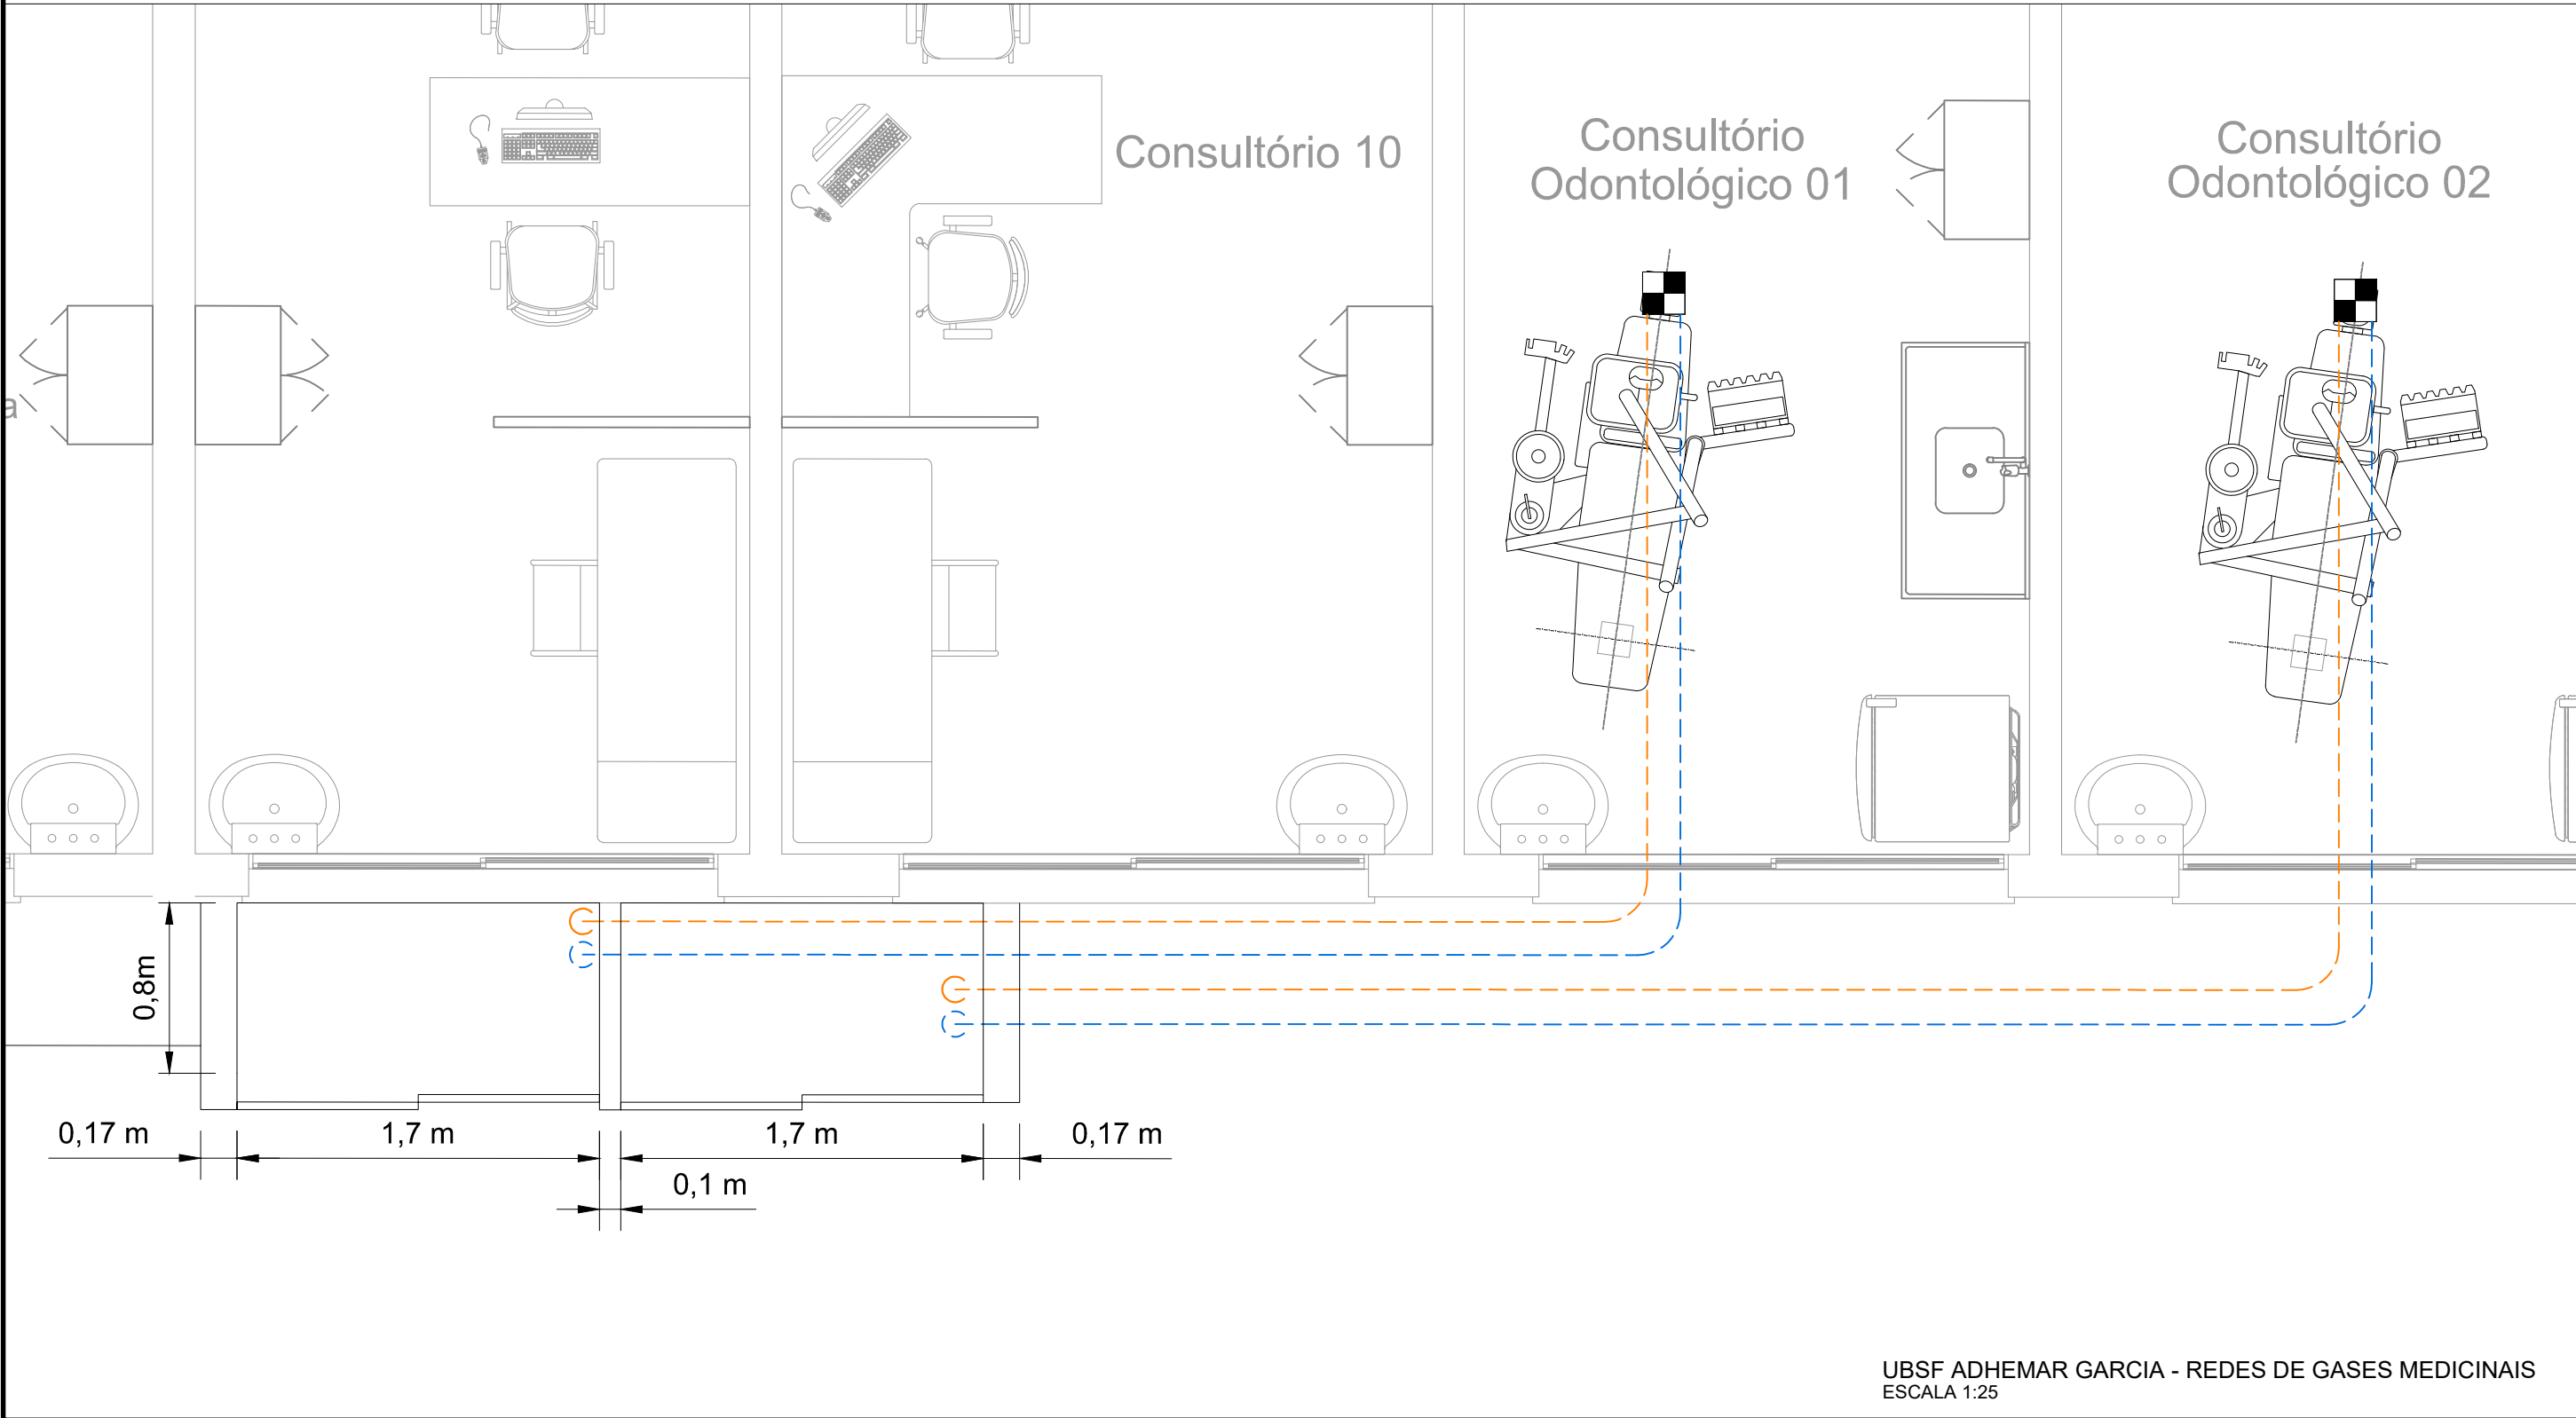 Consultório 10
Consultório
Odontológico 01
Consultório
Odontológico 02
a
0,8m
0,17 m
1,7 m
1,7 m
0,17 m
0,1 m
UBSF ADHEMAR GARCIA - REDES DE GASES MEDICINAIS
ESCALA 1:25